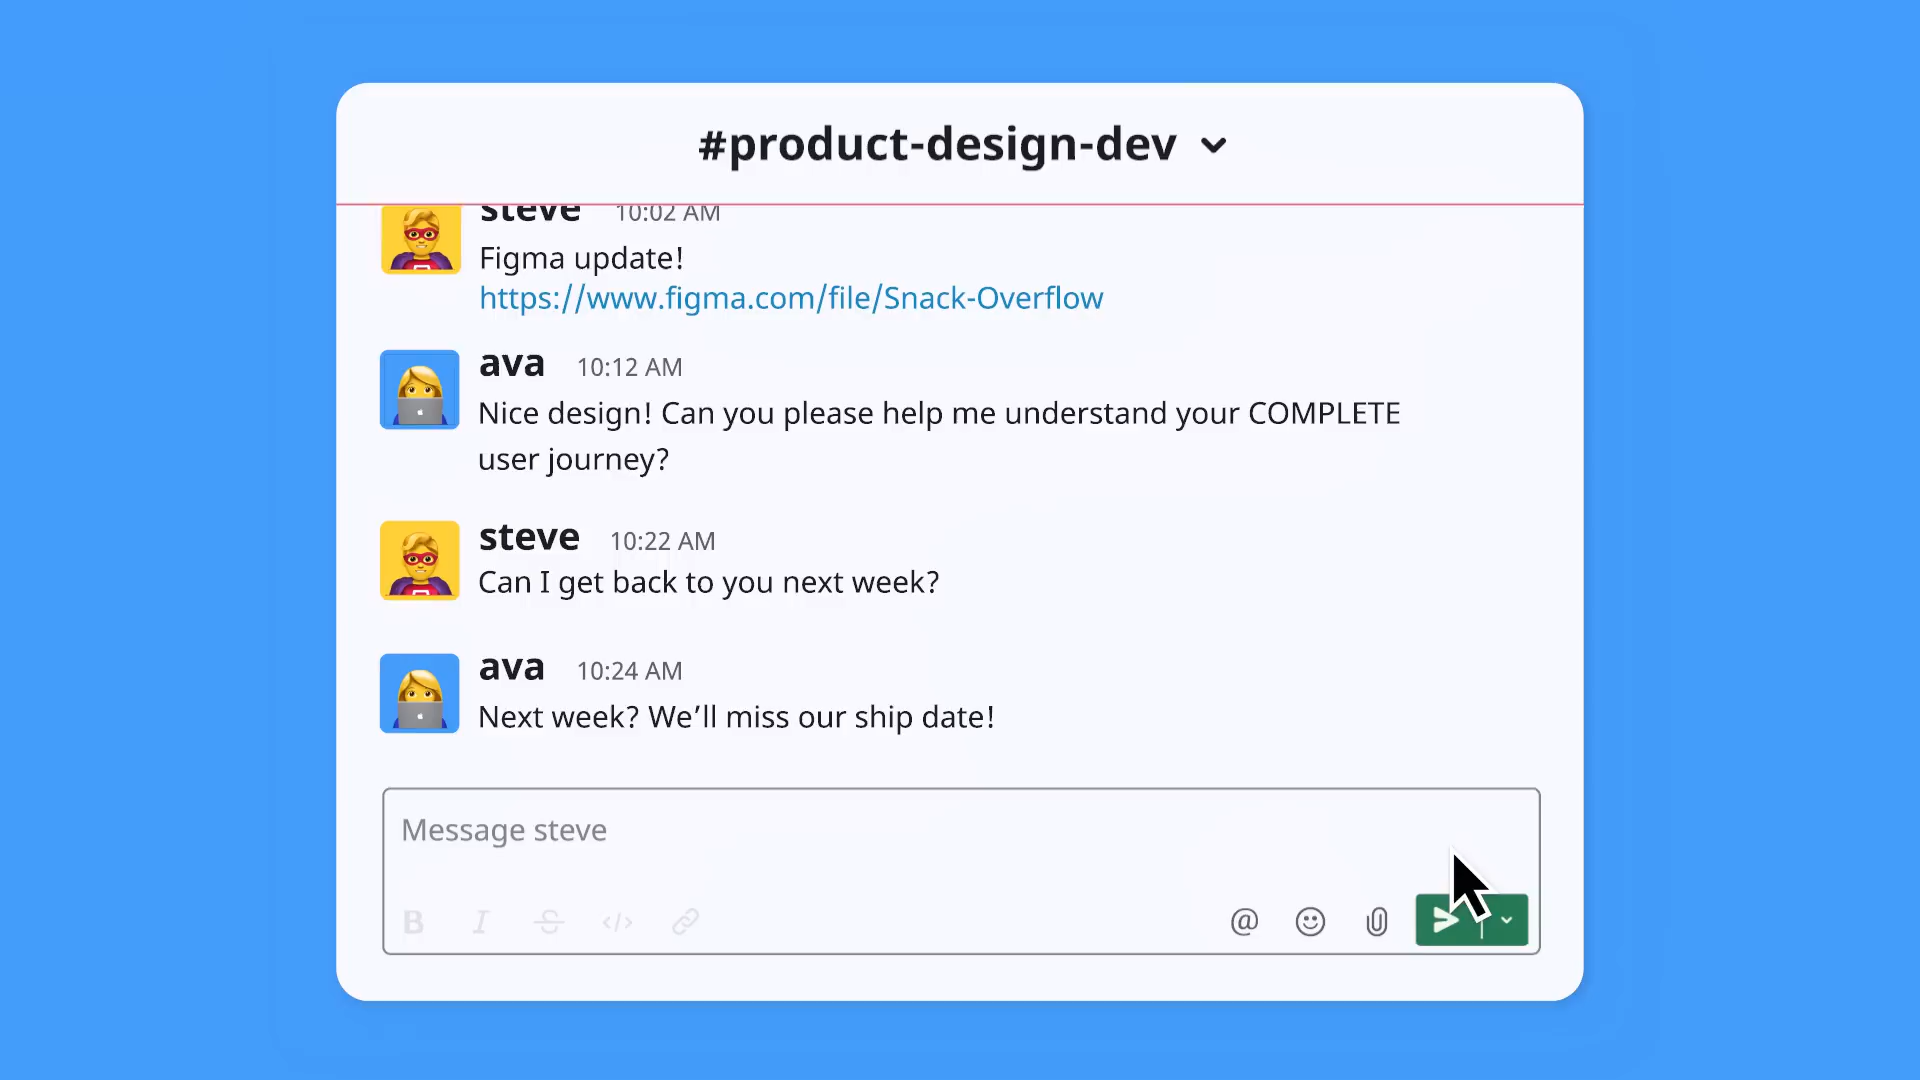 #product-design-dev
steve 10:02 AM
Figma update!
https://www.figma.com/file/Snack-Overflow
ava 10:12 AM
Nice design! Can you please help me understand your COMPLETE
user journey?
steve 10:22 AM
Can I get back to you next week?
ava 10:24 AM
Next week? We’ll miss our ship date!
Message steve
B I S </> @